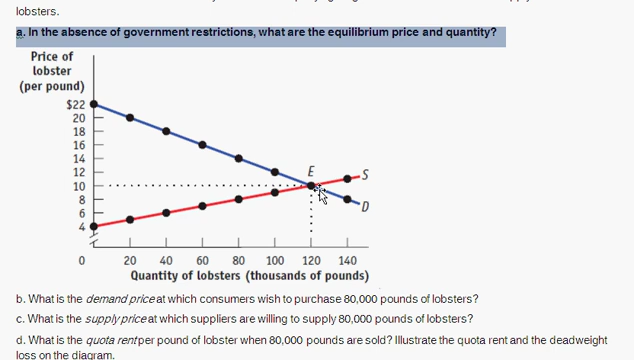 lobsters.
a. In the absence of government restrictions, what are the equilibrium price and quantity?
Price of
lobster
(per pound)
$22
20
18
16
14
12
10
8
6
4
E
S
D
0 20 40 60 80 100 120 140
Quantity of lobsters (thousands of pounds)
b. What is the demand price at which consumers wish to purchase 80,000 pounds of lobsters?
c. What is the supply price at which suppliers are willing to supply 80,000 pounds of lobsters?
d. What is the quota rent per pound of lobster when 80,000 pounds are sold? Illustrate the quota rent and the deadweight
loss on the diagram.